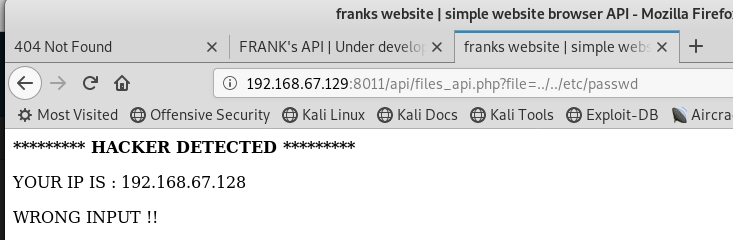 franks website | simple website browser API - Mozilla Firefo
404 Not Found
FRANK's API | Under develop
franks website | simple webs
192.168.67.129:8011/api/files_api.php?file=../../etc/passwd
Most Visited Offensive Security Kali Linux Kali Docs Kali Tools Exploit-DB Aircra
********* HACKER DETECTED *********
YOUR IP IS : 192.168.67.128
WRONG INPUT !!